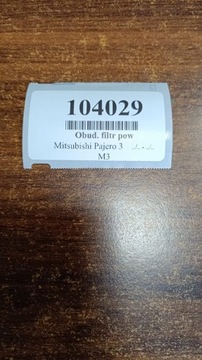 104029
Obud. filtr pow
Mitsubishi Pajero 3 ../.. - ../..
M3